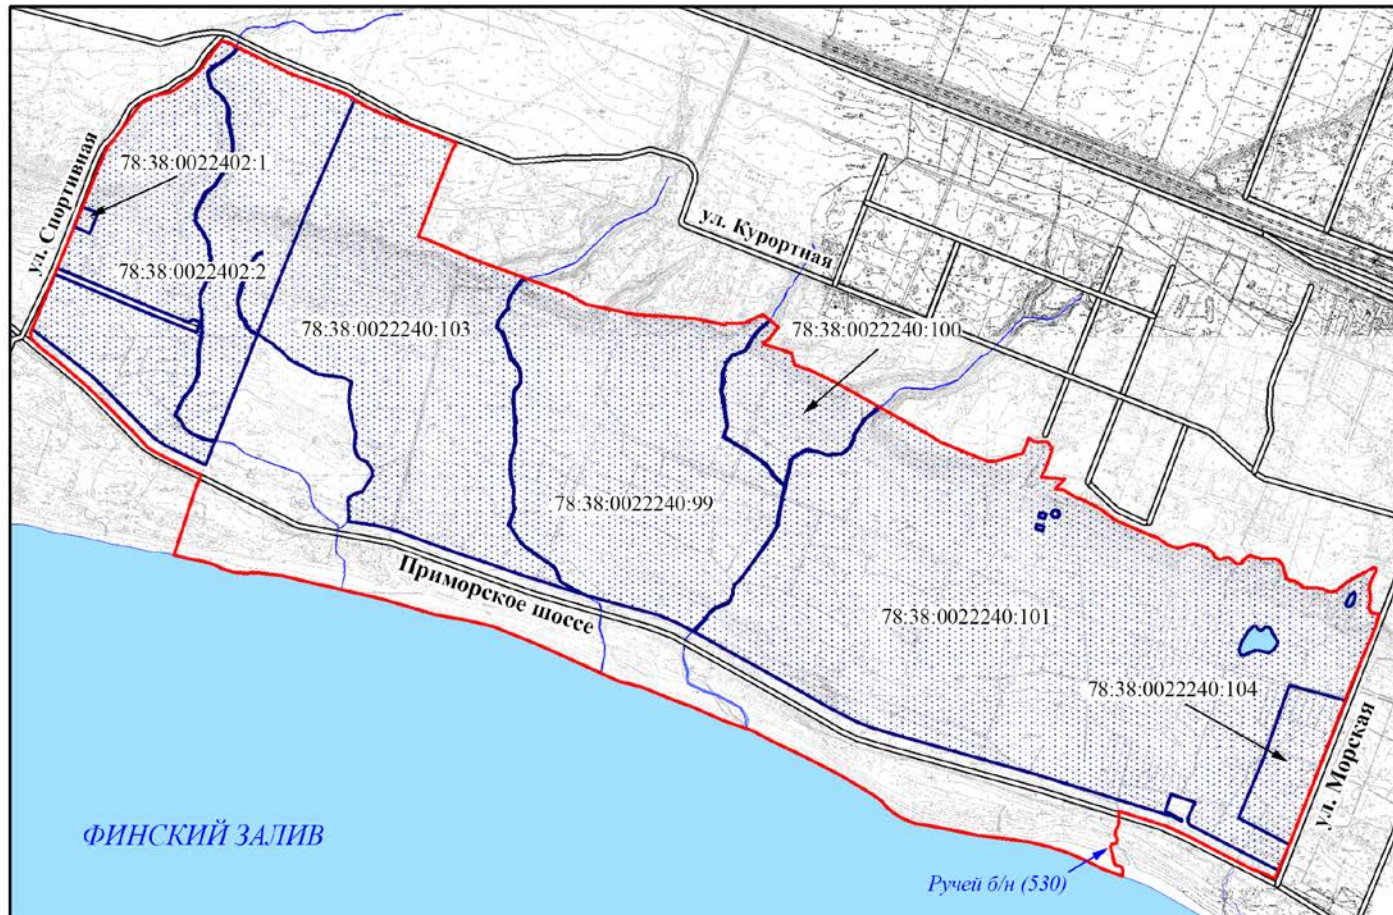 78:38:0022402:1
ул. Спортивная
78:38:0022402:2
ул. Курортная
78:38:0022240:103
78:38:0022240:100
78:38:0022240:99
Приморское шоссе
78:38:0022240:101
78:38:0022240:104
ул. Морская
ФИНСКИЙ ЗАЛИВ
Ручей б/н (530)